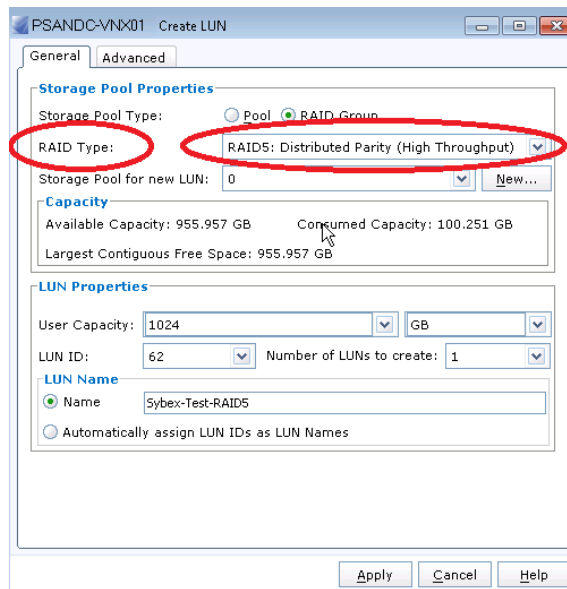 PSANDC-VNX01 Create LUN
General Advanced
Storage Pool Properties
Storage Pool Type: Pool RAID Group
RAID Type: RAID5: Distributed Parity (High Throughput)
Storage Pool for new LUN: 0 New...
Capacity
Available Capacity: 955.957 GB Consumed Capacity: 100.251 GB
Largest Contiguous Free Space: 955.957 GB
LUN Properties
User Capacity: 1024 GB
LUN ID: 62 Number of LUNs to create: 1
LUN Name
Name Sybex-Test-RAID5
Automatically assign LUN IDs as LUN Names
Apply Cancel Help